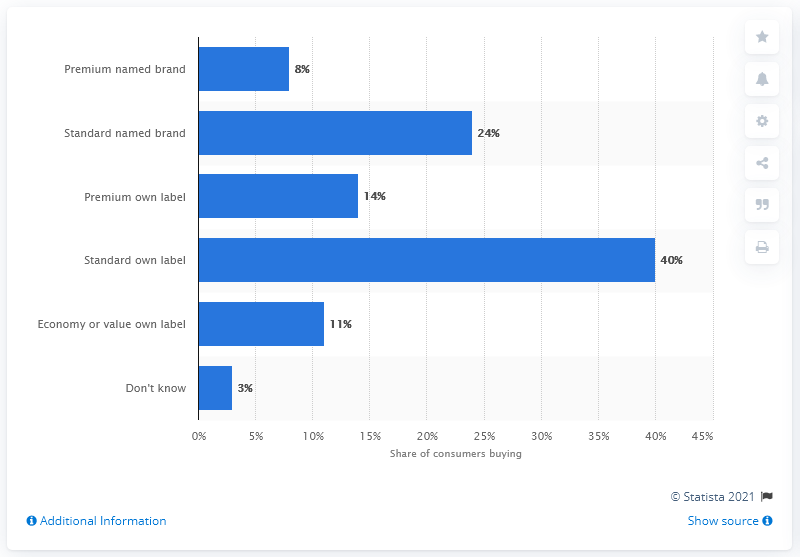 Premium named brand 8%
Standard named brand 24%
Premium own label 14%
Standard own label 40%
Economy or value own label 11%
Don't know 3%
0% 5% 10% 15% 20% 25% 30% 35% 40% 45%
Share of consumers buying
© Statista 2021
Additional Information Show source